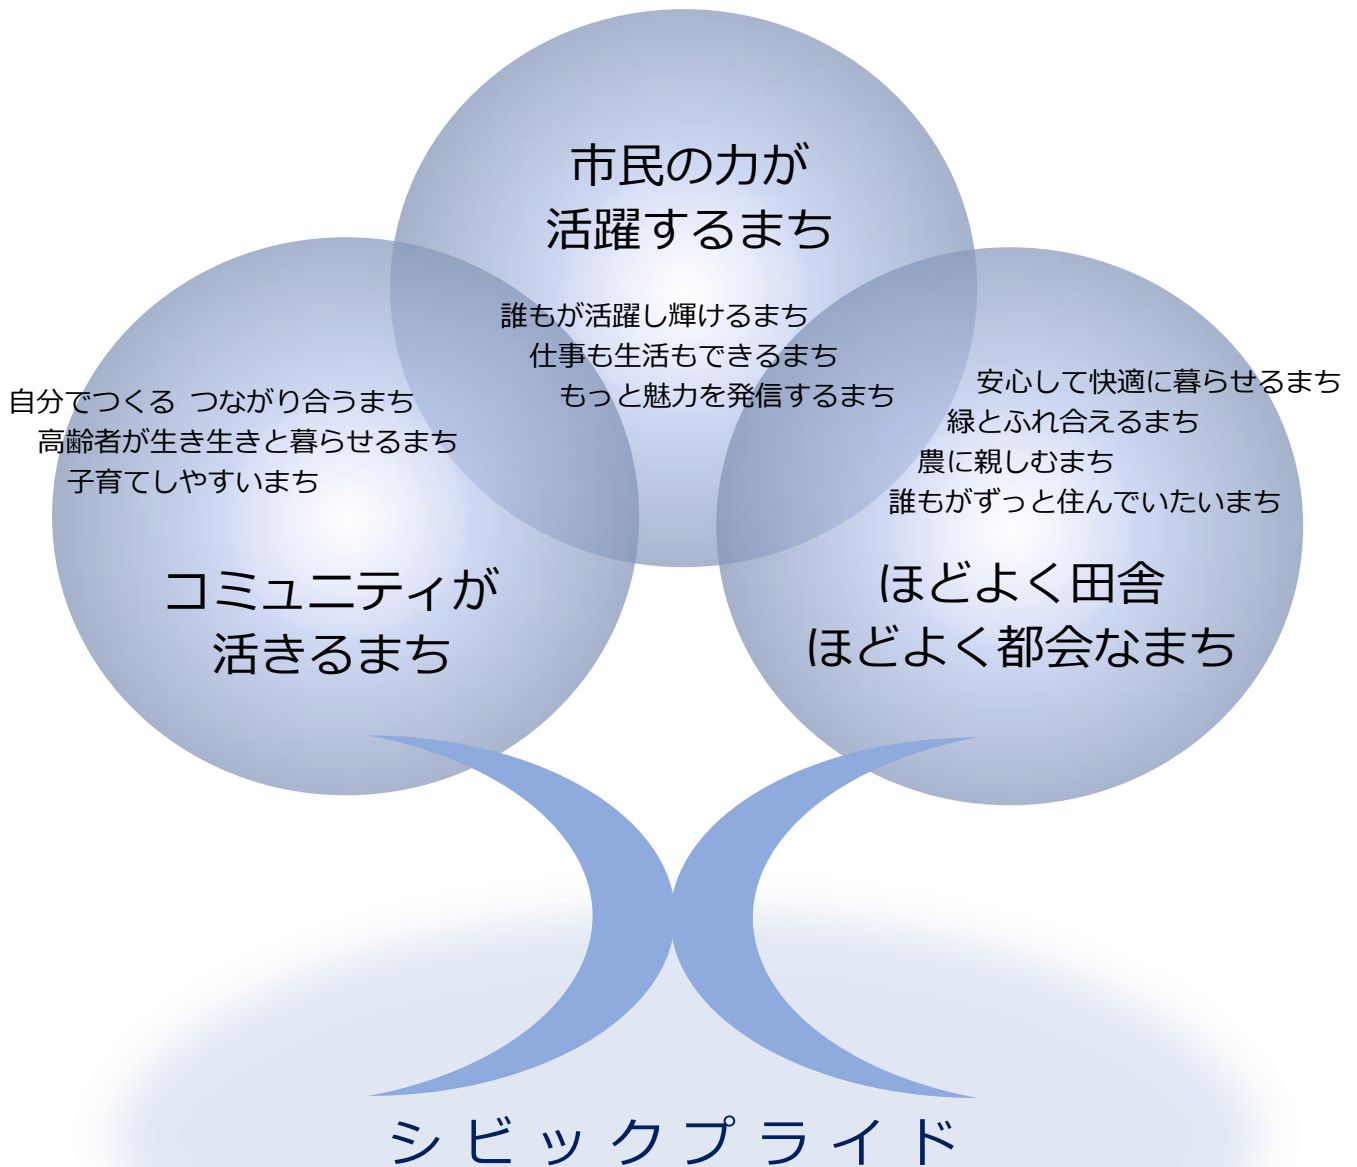 市民の力が
活躍するまち
誰もが活躍し輝けるまち
仕事も生活もできるまち
もっと魅力を発信するまち
自分でつくる つながり合うまち
高齢者が生き生きと暮らせるまち
子育てしやすいまち
コミュニティが
活きるまち
安心して快適に暮らせるまち
緑とふれ合えるまち
農に親しむまち
誰もがずっと住んでいたいまち
ほどよく田舎
ほどよく都会なまち
シビックプライド